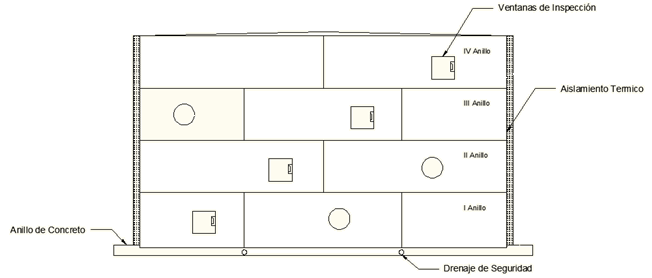 Ventanas de Inspección
IV Anillo
Aislamiento Termico
III Anillo
II Anillo
I Anillo
Anillo de Concreto
Drenaje de Seguridad